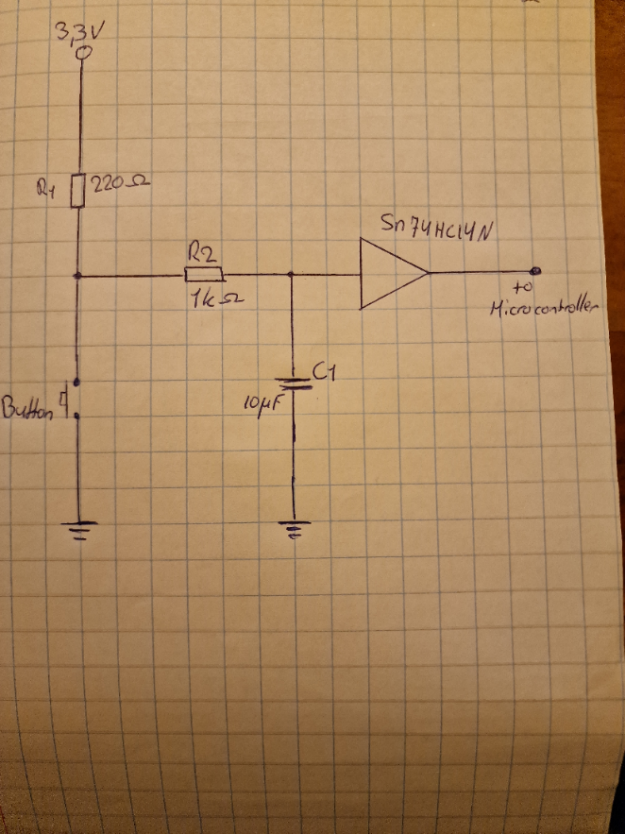 3,3V
R1 220Ω
Sn74HC14N
R2
1kΩ
to
Microcontroller
C1
10µF
Button